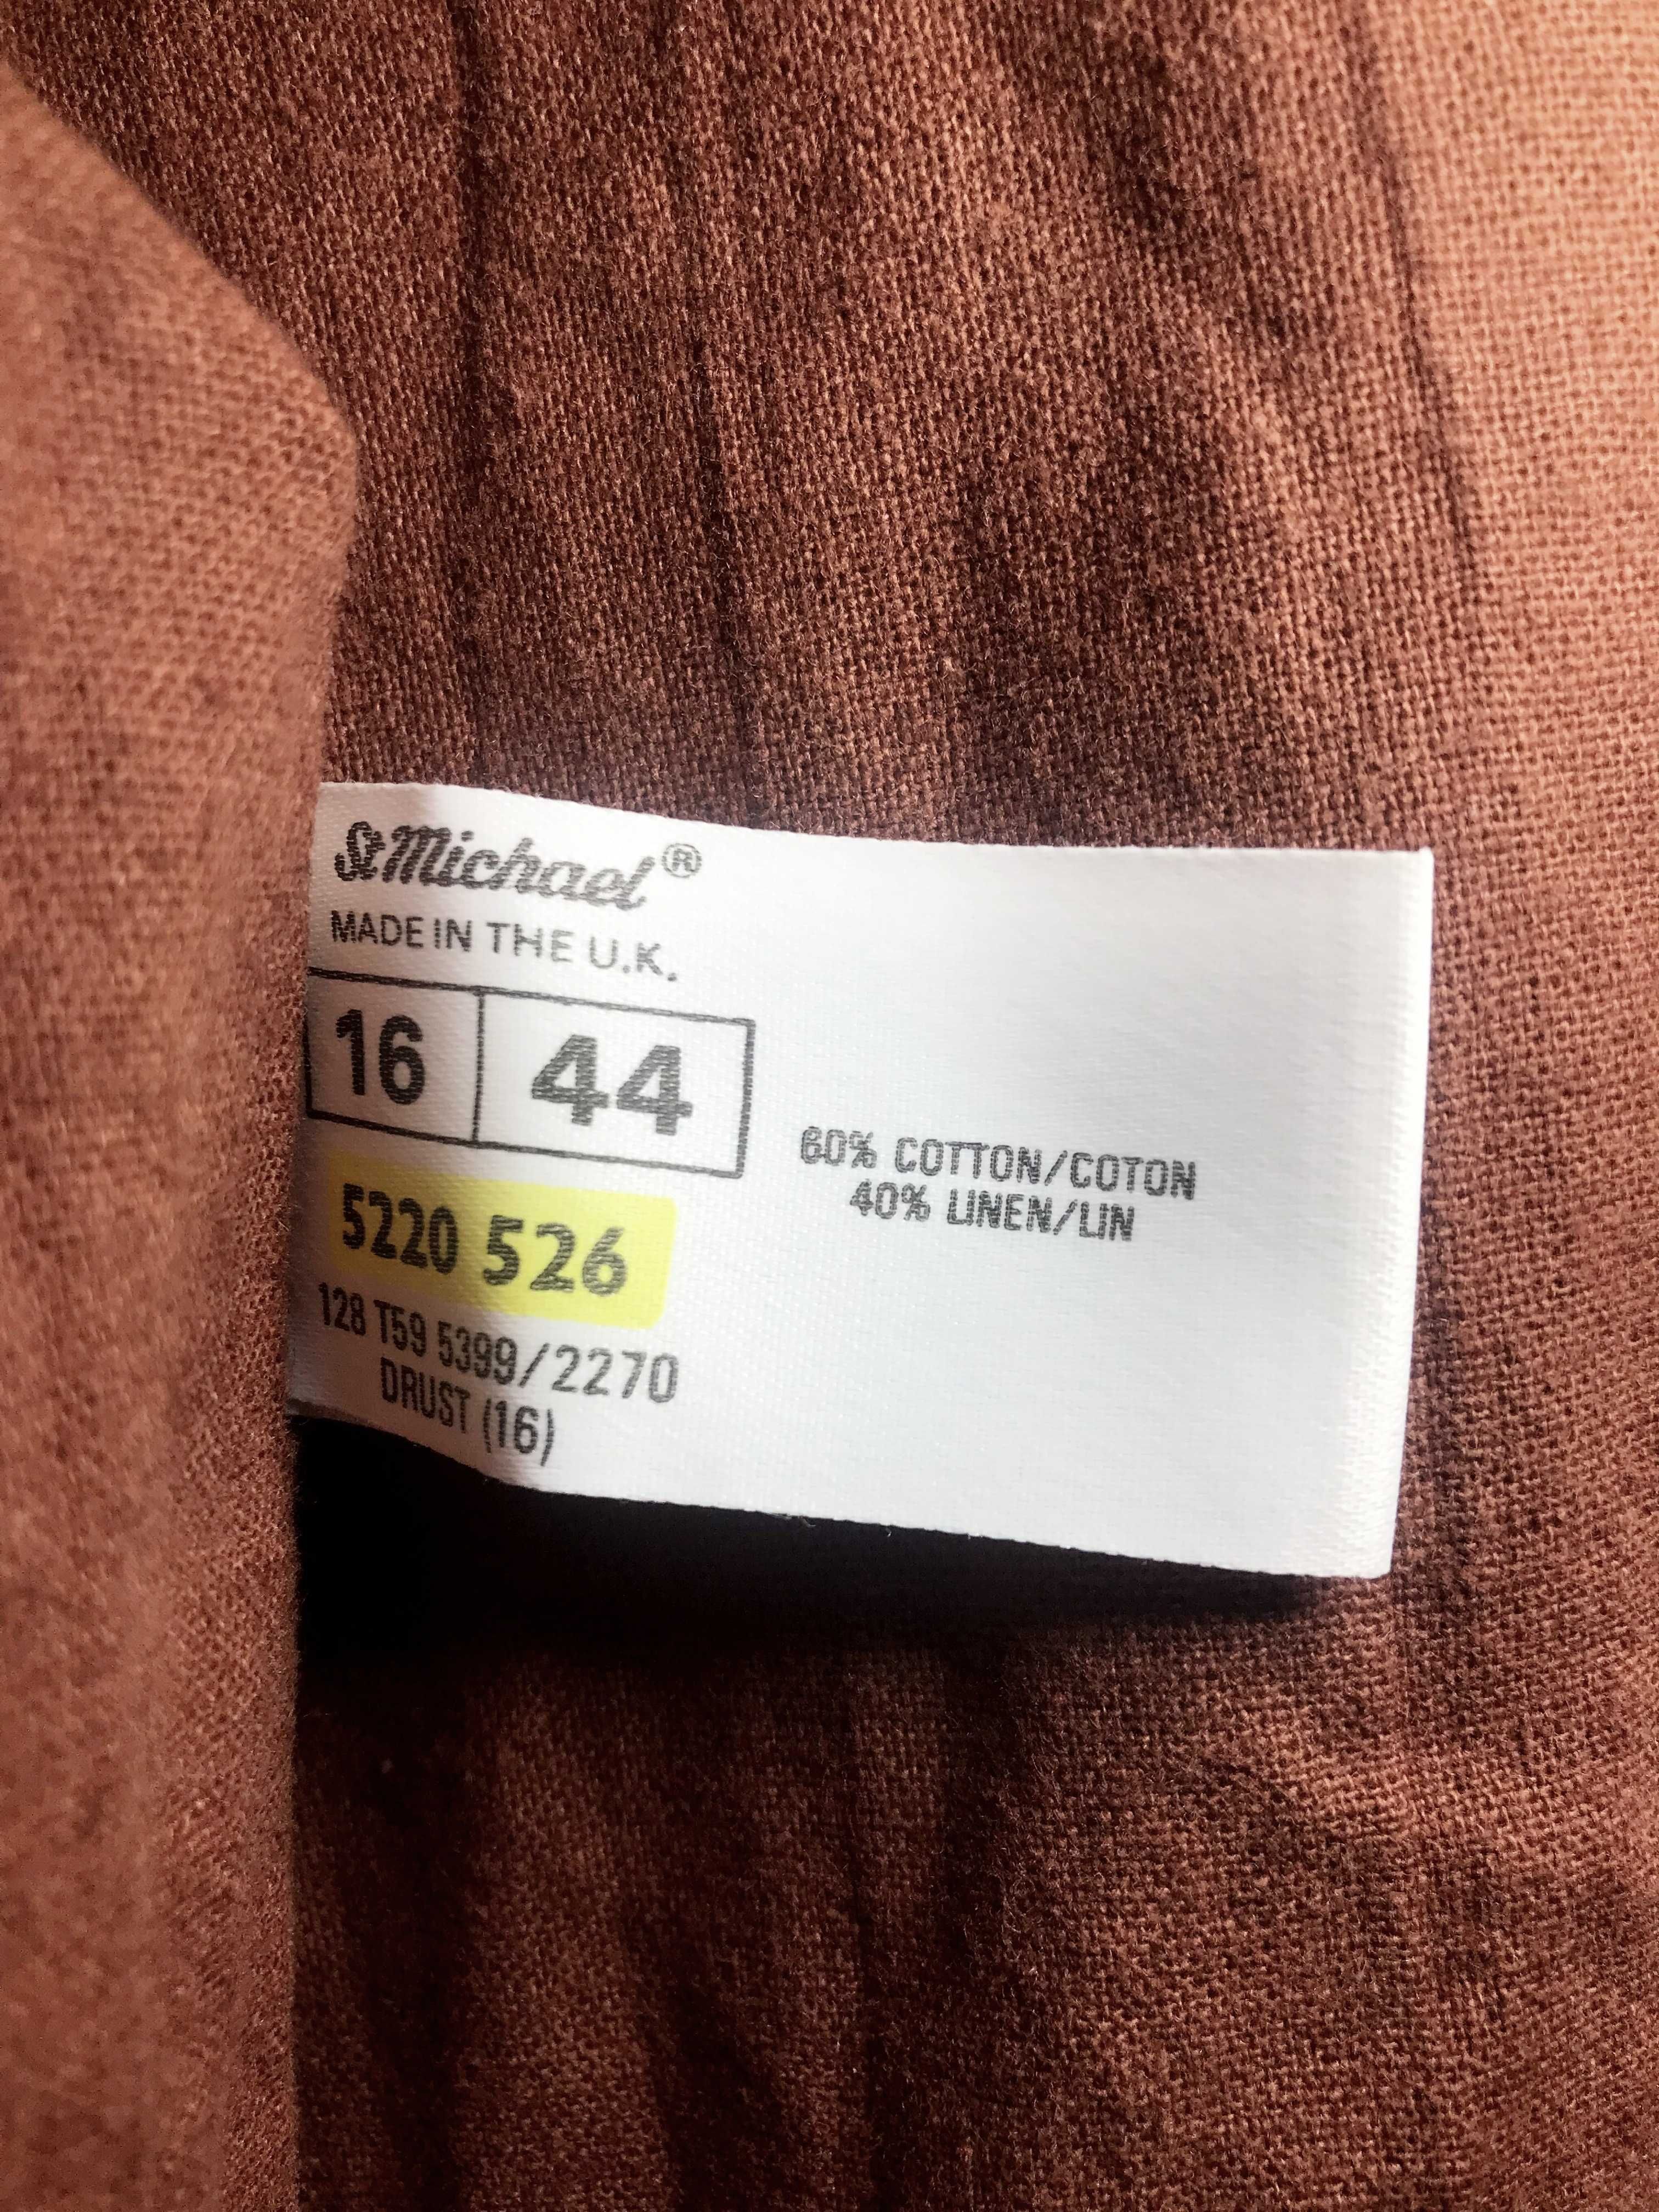 St Michael®
MADE IN THE U.K.
16 44
60% COTTON/COTON
40% LINEN/LIN
5220 526
128 T59 5399/2270
DRUST (16)